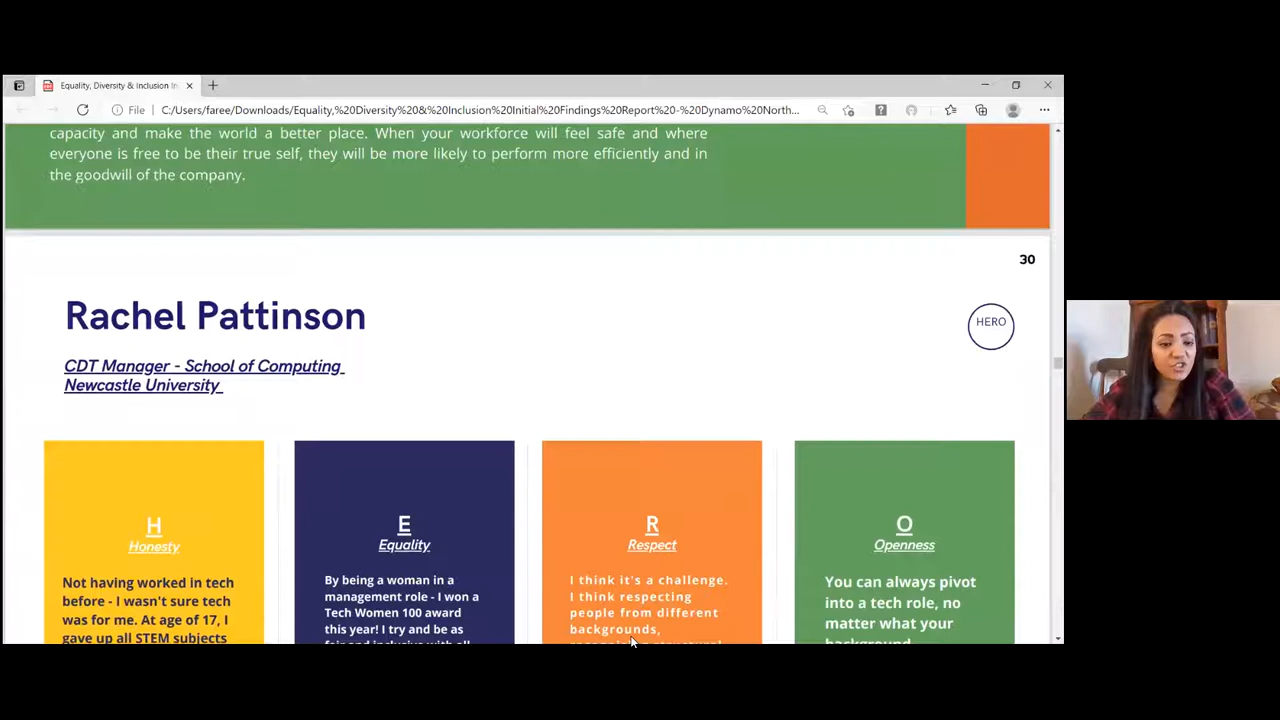 Equality, Diversity & Inclusion In
File
C:/Users/faree/Downloads/Equality,%20Diversity%20&%20Inclusion%20Initial%20Findings%20Report%20-%20Dynamo%20North...
capacity and make the world a better place. When your workforce will feel safe and where
everyone is free to be their true self, they will be more likely to perform more efficiently and in
the goodwill of the company.
30
Rachel Pattinson
HERO
CDT Manager - School of Computing
Newcastle University
H
Honesty
Not having worked in tech
before - I wasn't sure tech
was for me. At age of 17, I
gave up all STEM subjects
E
Equality
By being a woman in a
management role - I won a
Tech Women 100 award
this year! I try and be as
fair and inclusive with all
R
Respect
I think it's a challenge.
I think respecting
people from different
backgrounds,
O
Openness
You can always pivot
into a tech role, no
matter what your
background